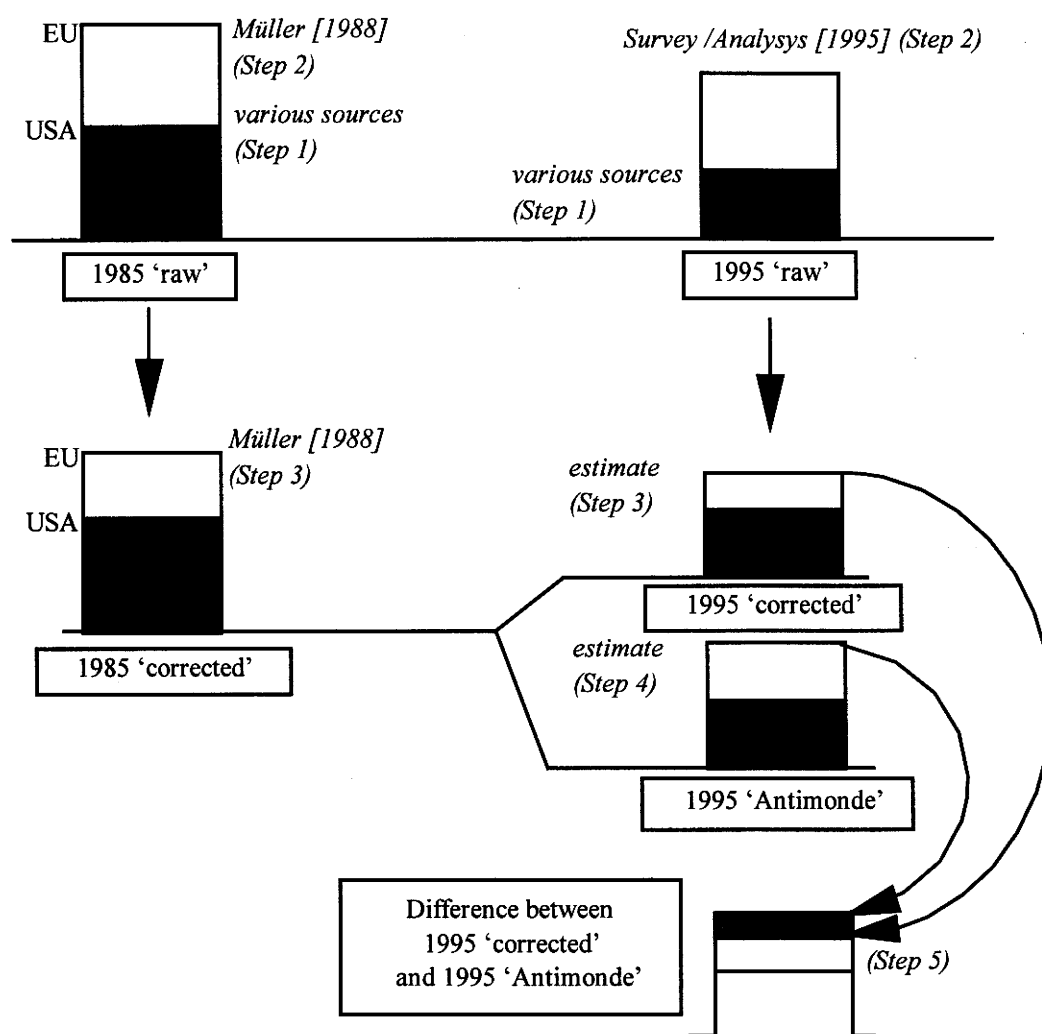 EU
Müller [1988]
(Step 2)
USA
various sources
(Step 1)
Survey /Analysys [1995] (Step 2)
various sources
(Step 1)
1985 ‘raw’
1995 ‘raw’
EU
Müller [1988]
(Step 3)
USA
estimate
(Step 3)
1995 ‘corrected’
1985 ‘corrected’
estimate
(Step 4)
1995 ‘Antimonde’
Difference between
1995 ‘corrected’
and 1995 ‘Antimonde’
(Step 5)